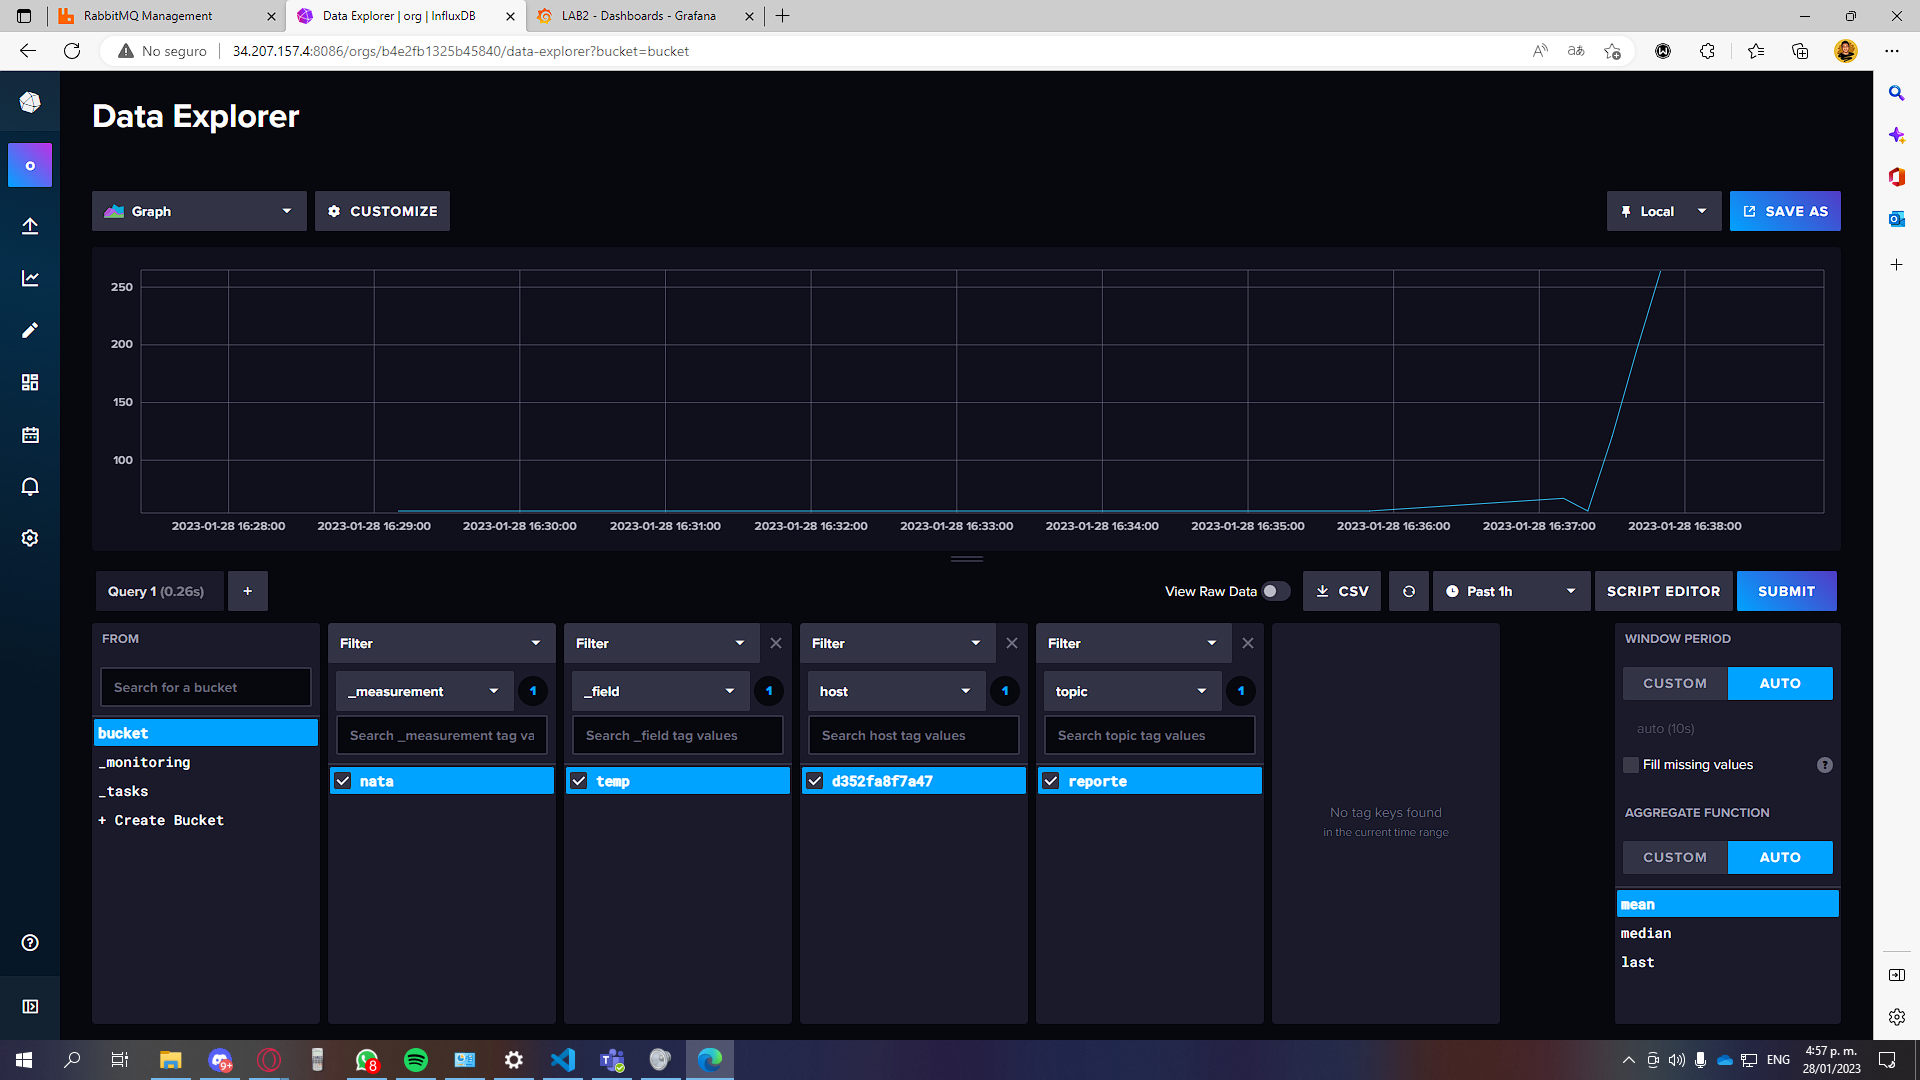 RabbitMQ Management
Data Explorer | org | InfluxDB
LAB2 - Dashboards - Grafana
No seguro
34.207.157.4:8086/orgs/b4e2fb1325b45840/data-explorer?bucket=bucket
Data Explorer
Graph
CUSTOMIZE
Local
SAVE AS
250
200
150
100
2023-01-28 16:28:00
2023-01-28 16:29:00
2023-01-28 16:30:00
2023-01-28 16:31:00
2023-01-28 16:32:00
2023-01-28 16:33:00
2023-01-28 16:34:00
2023-01-28 16:35:00
2023-01-28 16:36:00
2023-01-28 16:37:00
2023-01-28 16:38:00
Query 1 (0.26s)
+
View Raw Data
CSV
Past 1h
SCRIPT EDITOR
SUBMIT
FROM
Search for a bucket
bucket
_monitoring
_tasks
+ Create Bucket
Filter
_measurement
1
Search _measurement tag va
nata
Filter
_field
1
Search _field tag values
temp
Filter
host
1
Search host tag values
d352fa8f7a47
Filter
topic
1
Search topic tag values
reporte
No tag keys found
in the current time range
WINDOW PERIOD
CUSTOM
AUTO
auto (10s)
Fill missing values
?
AGGREGATE FUNCTION
CUSTOM
AUTO
mean
median
last
9+
8
ENG
4:57 p. m.
28/01/2023